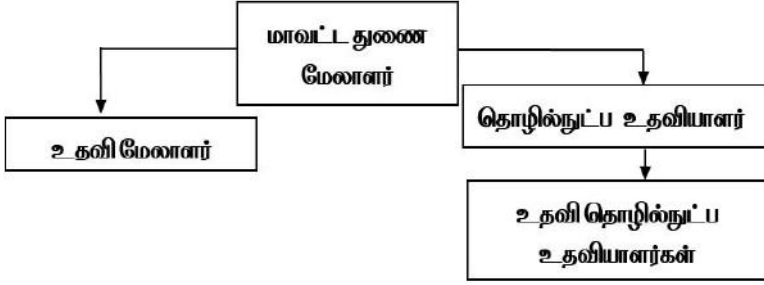 மாவட்ட துணை
மேலாளர்
உதவி மேலாளர்
தொழில்நுட்ப உதவியாளர்
உதவி தொழில்நுட்ப
உதவியாளர்கள்